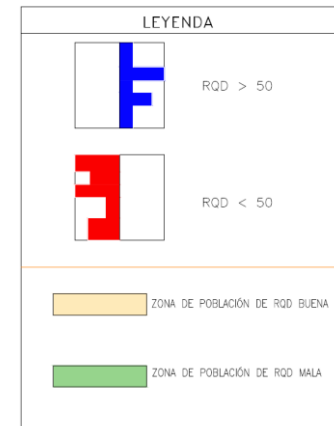 LEYENDA
RQD > 50
RQD < 50
ZONA DE POBLACIÓN DE RQD BUENA
ZONA DE POBLACIÓN DE RQD MALA